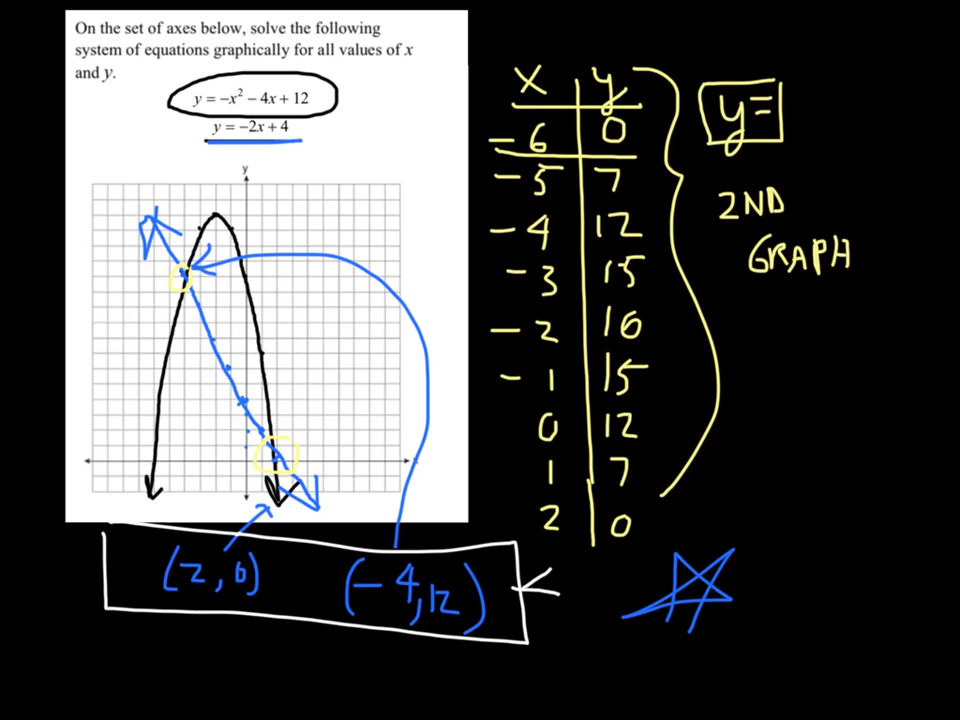 On the set of axes below, solve the following
system of equations graphically for all values of x
and y.
y = −x² − 4x + 12
y = −2x + 4
y
x y
-6 0
-5 7
-4 12
-3 15
-2 16
-1 15
0 12
1 7
2 0
y=
2ND
GRAPH
(2, 0) (-4, 12)